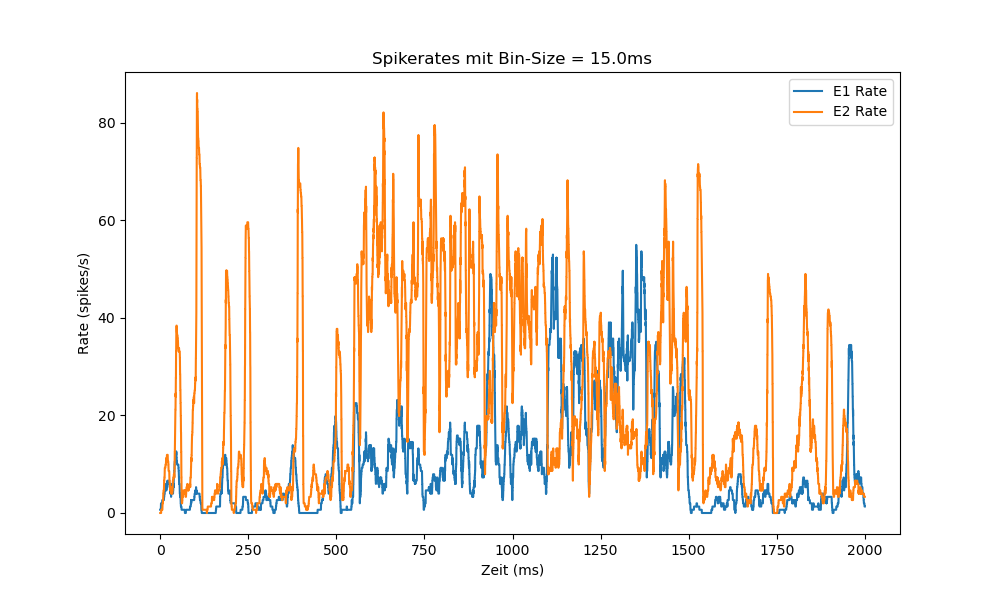 Spikerates mit Bin-Size = 15.0ms
E1 Rate
E2 Rate
80
60
40
20
0
Rate (spikes/s)
0 250 500 750 1000 1250 1500 1750 2000
Zeit (ms)